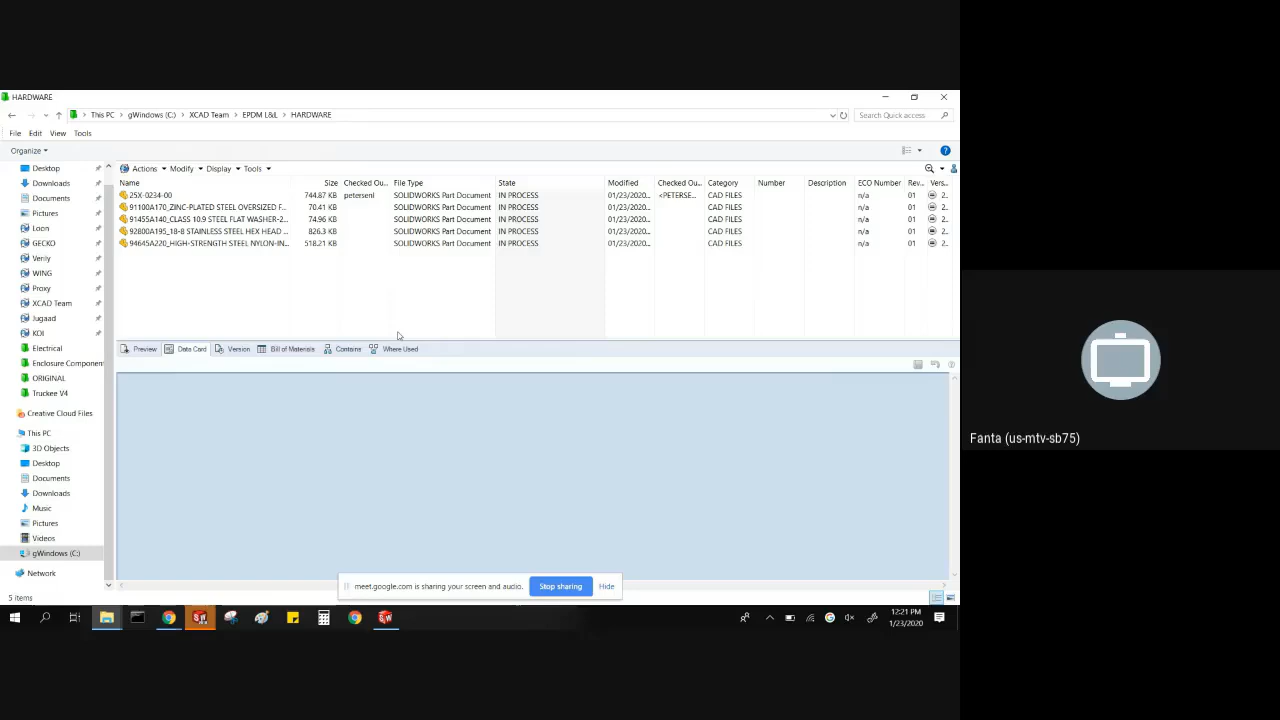 HARDWARE
This PC > gWindows (C:) > XCAD Team > EPDM L&L > HARDWARE
Search Quick access
File Edit View Tools
Organize
Actions Modify Display Tools
Name Size Checked Ou... File Type State Modified Checked Ou... Category Number Description ECO Number Rev... Vers...
25X-0234-00 744.87 KB petersenl SOLIDWORKS Part Document IN PROCESS 01/23/2020... <PETERSE... CAD FILES n/a 01 2...
91100A170_ZINC-PLATED STEEL OVERSIZED F... 70.41 KB SOLIDWORKS Part Document IN PROCESS 01/23/2020... CAD FILES n/a 01 2...
91455A140_CLASS 10.9 STEEL FLAT WASHER-2... 74.96 KB SOLIDWORKS Part Document IN PROCESS 01/23/2020... CAD FILES n/a 01 2...
92800A195_18-8 STAINLESS STEEL HEX HEAD ... 826.3 KB SOLIDWORKS Part Document IN PROCESS 01/23/2020... CAD FILES n/a 01 2...
94645A220_HIGH-STRENGTH STEEL NYLON-IN... 518.21 KB SOLIDWORKS Part Document IN PROCESS 01/23/2020... CAD FILES n/a 01 2...
Desktop
Downloads
Documents
Pictures
Loon
GECKO
Verily
WING
Proxy
XCAD Team
Jugaad
KOI
Electrical
Enclosure Component
ORIGINAL
Truckee V4
Creative Cloud Files
This PC
3D Objects
Desktop
Documents
Downloads
Music
Pictures
Videos
gWindows (C:)
Network
Preview Data Card Version Bill of Materials Contains Where Used
meet.google.com is sharing your screen and audio. Stop sharing Hide
5 items
12:21 PM
1/23/2020
Fanta (us-mtv-sb75)